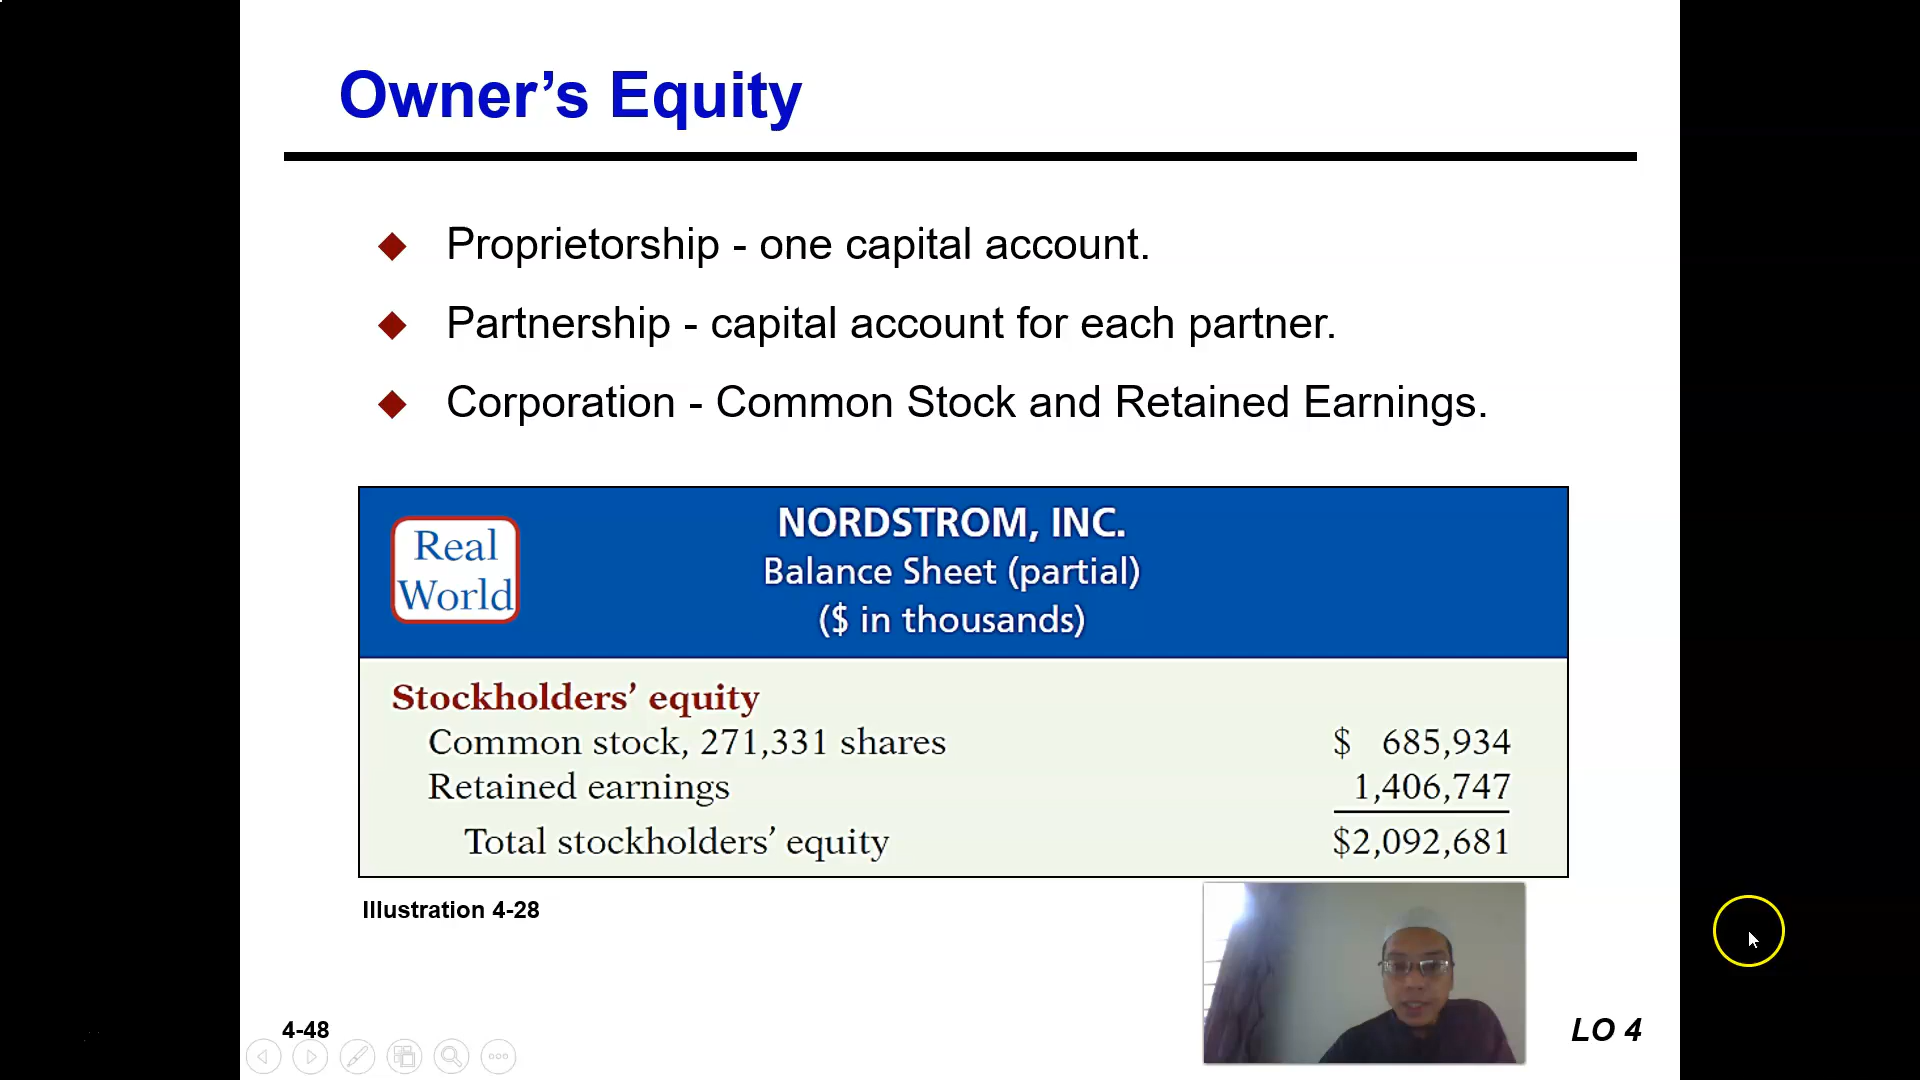 Owner’s Equity
Proprietorship - one capital account.
Partnership - capital account for each partner.
Corporation - Common Stock and Retained Earnings.
Real
World
NORDSTROM, INC.
Balance Sheet (partial)
($ in thousands)
Stockholders’ equity
Common stock, 271,331 shares $ 685,934
Retained earnings 1,406,747
Total stockholders’ equity $2,092,681
Illustration 4-28
4-48
LO 4